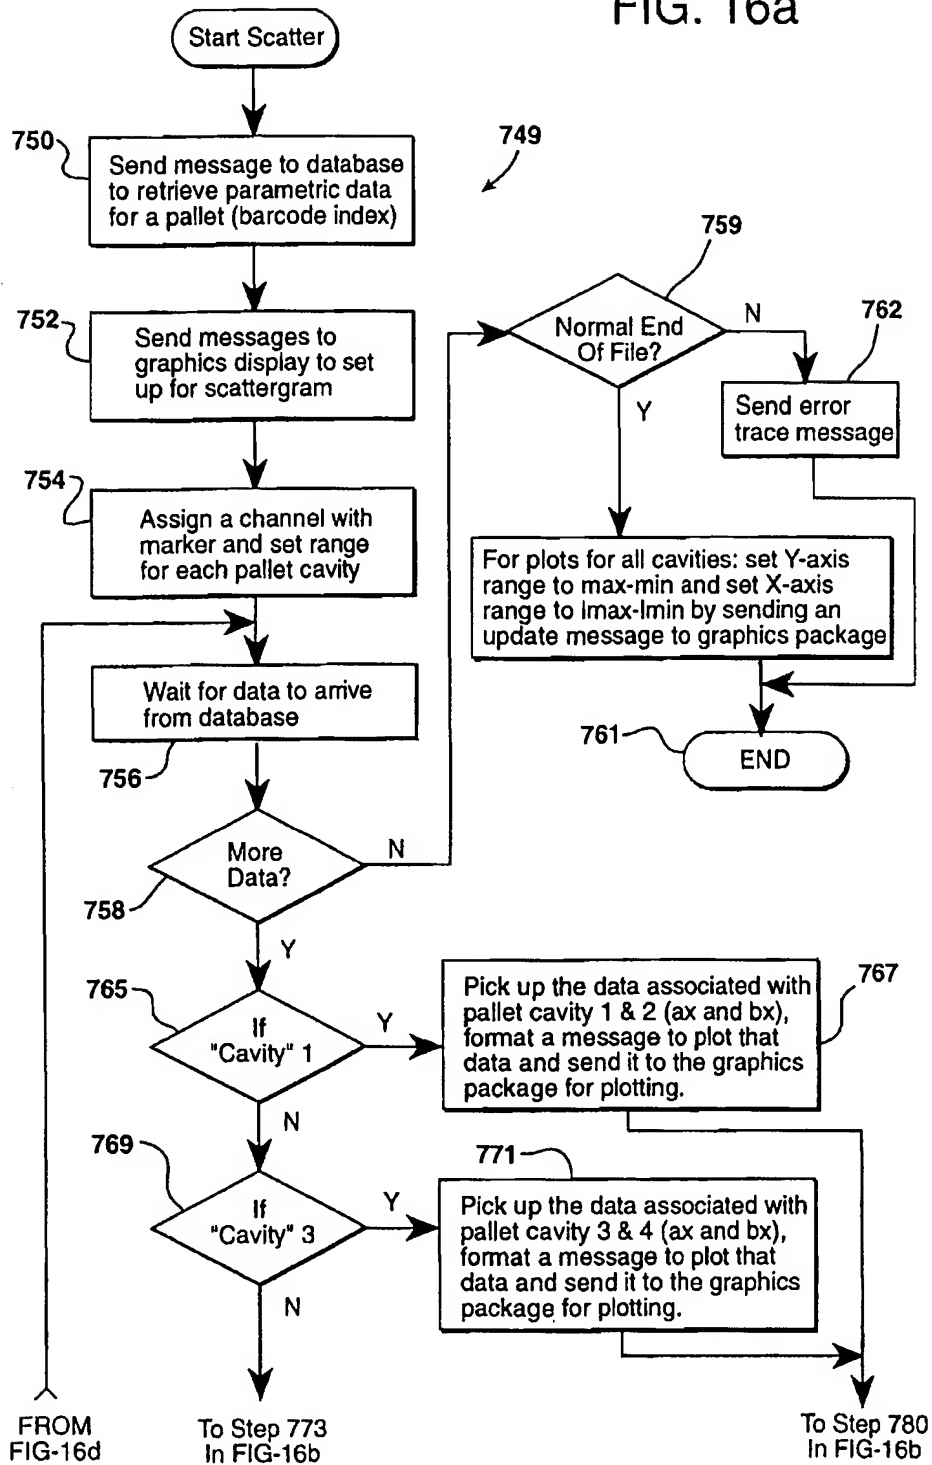 FIG. 16a
Start Scatter
750
Send message to database
to retrieve parametric data
for a pallet (barcode index)
749
752
Send messages to
graphics display to set
up for scattergram
754
Assign a channel with
marker and set range
for each pallet cavity
Wait for data to arrive
from database
756
More
Data?
N
758
Y
759
Normal End
Of File?
N
762
Send error
trace message
Y
For plots for all cavities: set Y-axis
range to max-min and set X-axis
range to Imax-Imin by sending an
update message to graphics package
761
END
765
If
"Cavity" 1
Y
Pick up the data associated with
pallet cavity 1 & 2 (ax and bx),
format a message to plot that
data and send it to the graphics
package for plotting.
767
N
769
If
"Cavity" 3
Y
771
Pick up the data associated with
pallet cavity 3 & 4 (ax and bx),
format a message to plot that
data and send it to the graphics
package for plotting.
N
FROM
FIG-16d
To Step 773
In FIG-16b
To Step 780
In FIG-16b